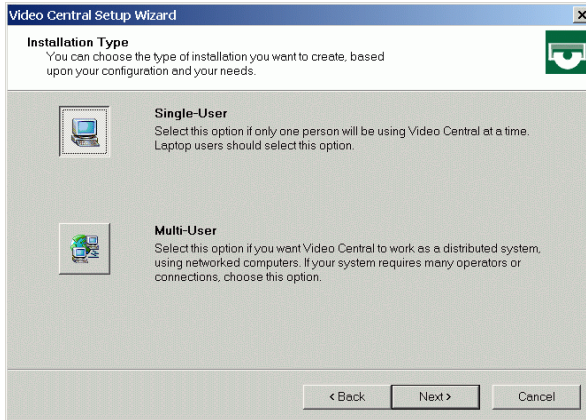 Video Central Setup Wizard
Installation Type
You can choose the type of installation you want to create, based
upon your configuration and your needs.
Single-User
Select this option if only one person will be using Video Central at a time.
Laptop users should select this option.
Multi-User
Select this option if you want Video Central to work as a distributed system,
using networked computers. If your system requires many operators or
connections, choose this option.
< Back
Next >
Cancel